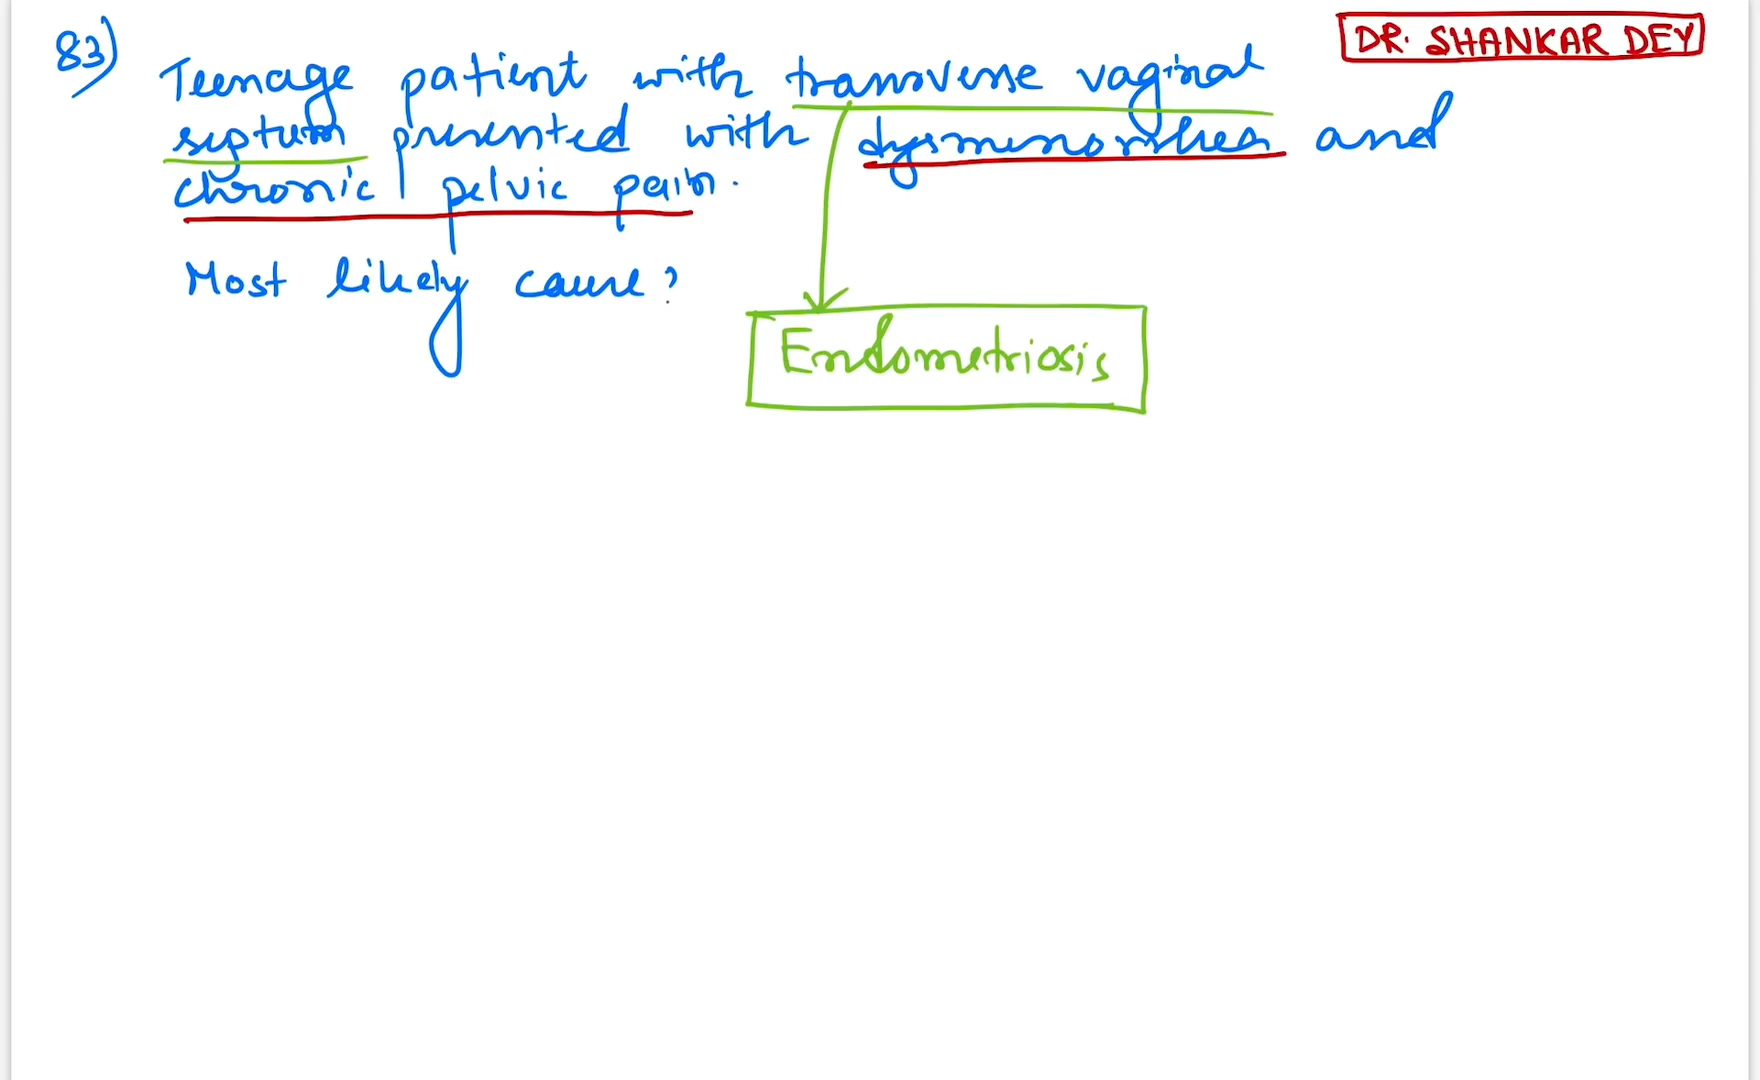 83)
DR. SHANKAR DEY
Teenage patient with transverse vaginal
septum presented with dysmenorrhea and
chronic pelvic pain.
Most likely cause?
Endometriosis